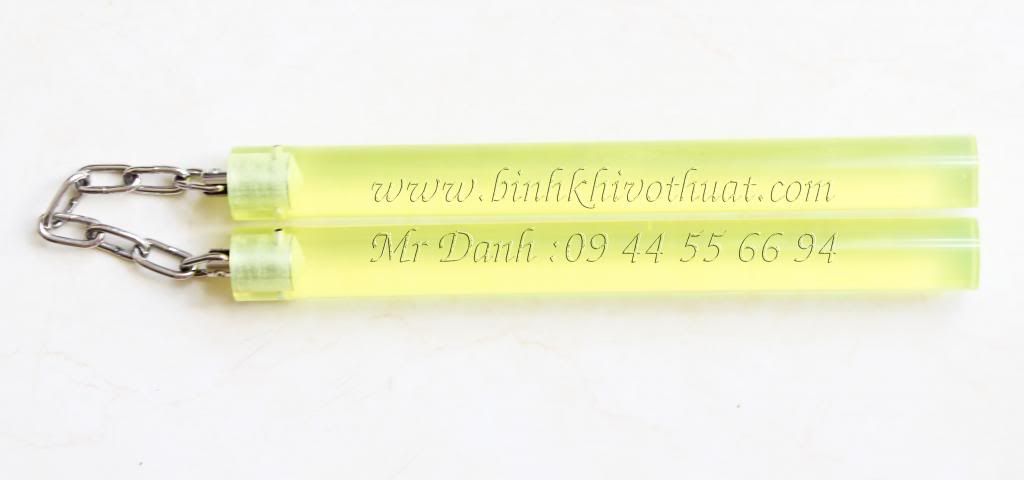 www.binhkhivothuat.com
Mr Danh :09 44 55 66 94